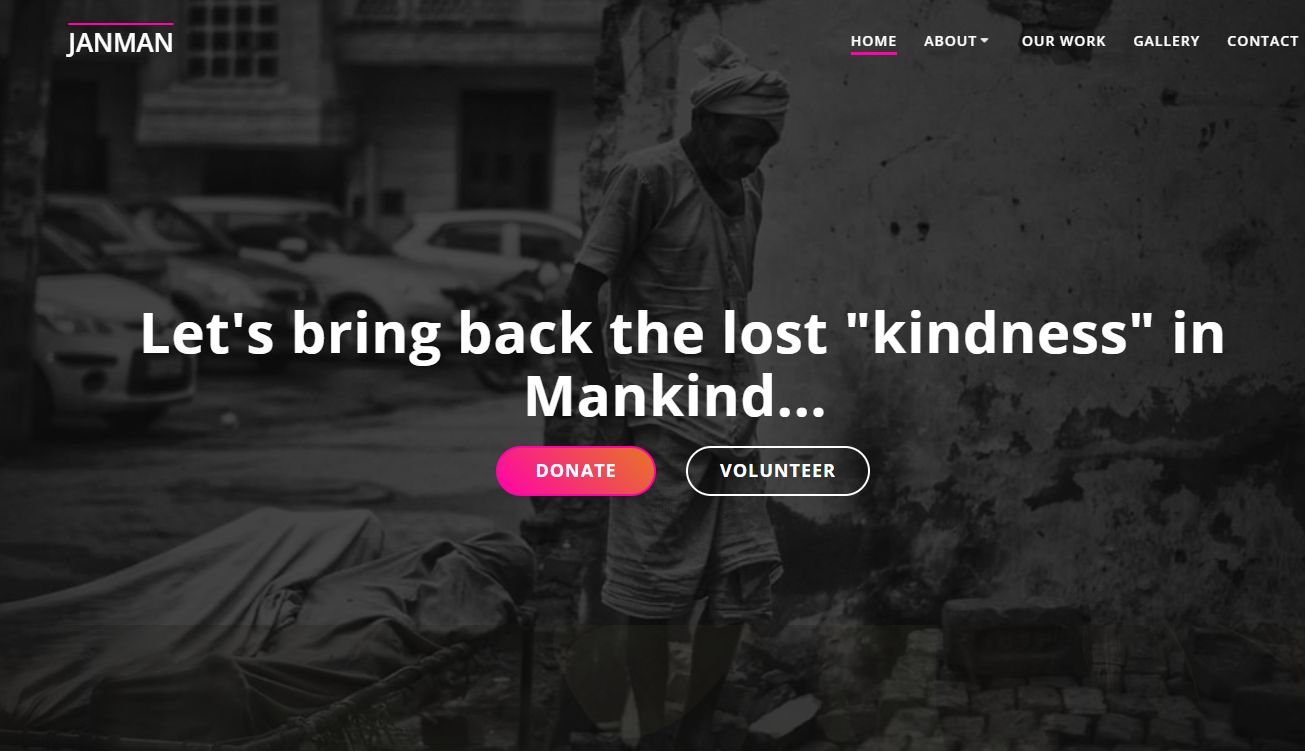 JANMAN
HOME ABOUT OUR WORK GALLERY CONTACT
Let's bring back the lost "kindness" in
Mankind...
DONATE VOLUNTEER